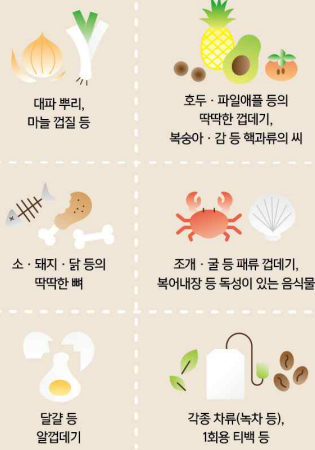 대파 뿌리,
마늘 껍질 등
호두 · 파일애플 등의
딱딱한 껍데기,
복숭아 · 감 등 핵과류의 씨
소 · 돼지 · 닭 등의
딱딱한 뼈
조개 · 굴 등 패류 껍데기,
복어내장 등 독성이 있는 음식물
달걀 등
알껍데기
각종 차류(녹차 등),
1회용 티백 등